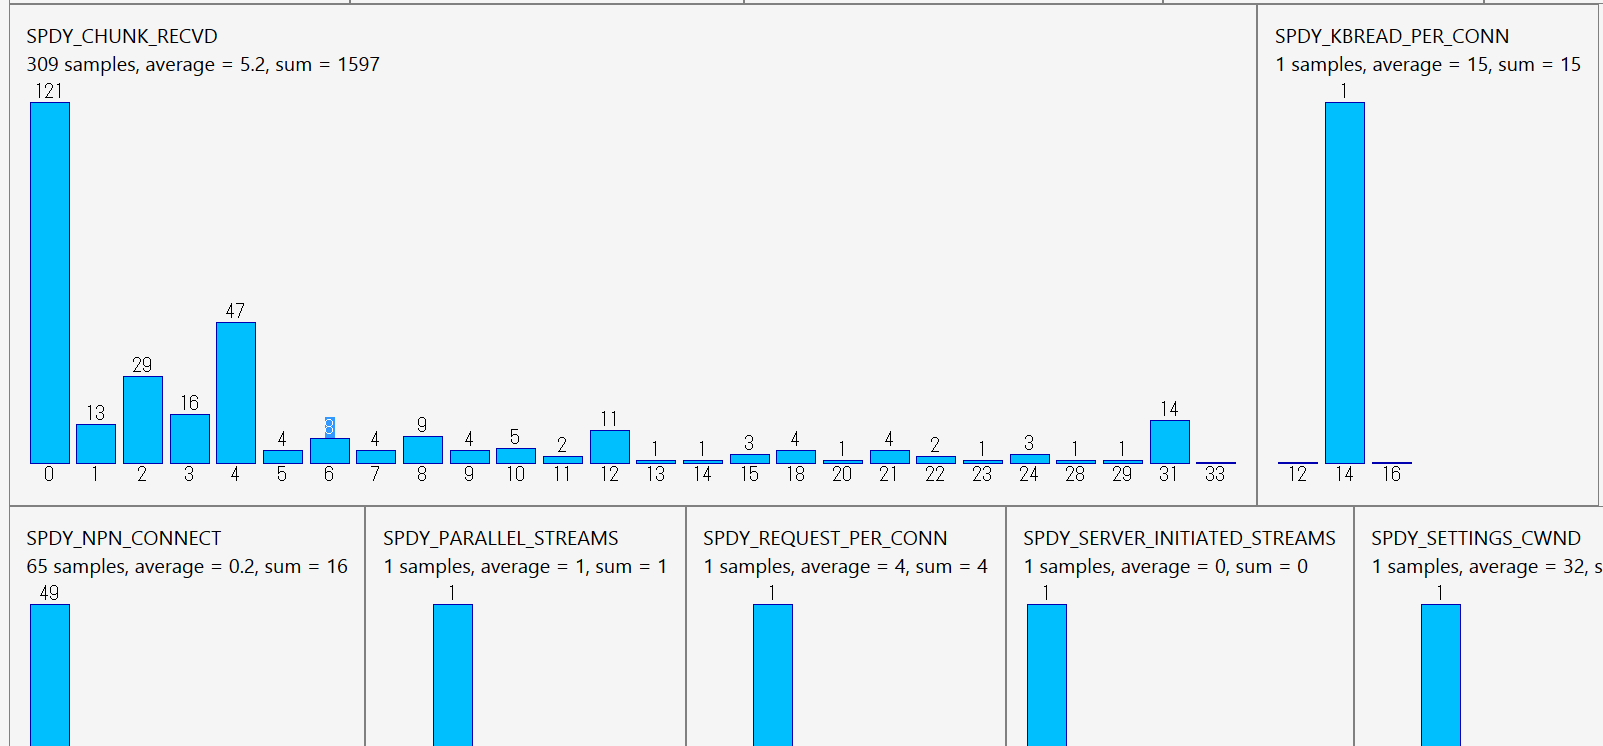 SPDY_CHUNK_RECVD
309 samples, average = 5.2, sum = 1597
121
13
29
16
47
4
8
4
9
4
5
2
11
1
1
3
4
1
4
2
1
3
1
1
14
0 1 2 3 4 5 6 7 8 9 10 11 12 13 14 15 18 20 21 22 23 24 28 29 31 33
SPDY_KBREAD_PER_CONN
1 samples, average = 15, sum = 15
1
12 14 16
SPDY_NPN_CONNECT
65 samples, average = 0.2, sum = 16
49
SPDY_PARALLEL_STREAMS
1 samples, average = 1, sum = 1
1
SPDY_REQUEST_PER_CONN
1 samples, average = 4, sum = 4
1
SPDY_SERVER_INITIATED_STREAMS
1 samples, average = 0, sum = 0
1
SPDY_SETTINGS_CWND
1 samples, average = 32, s
1